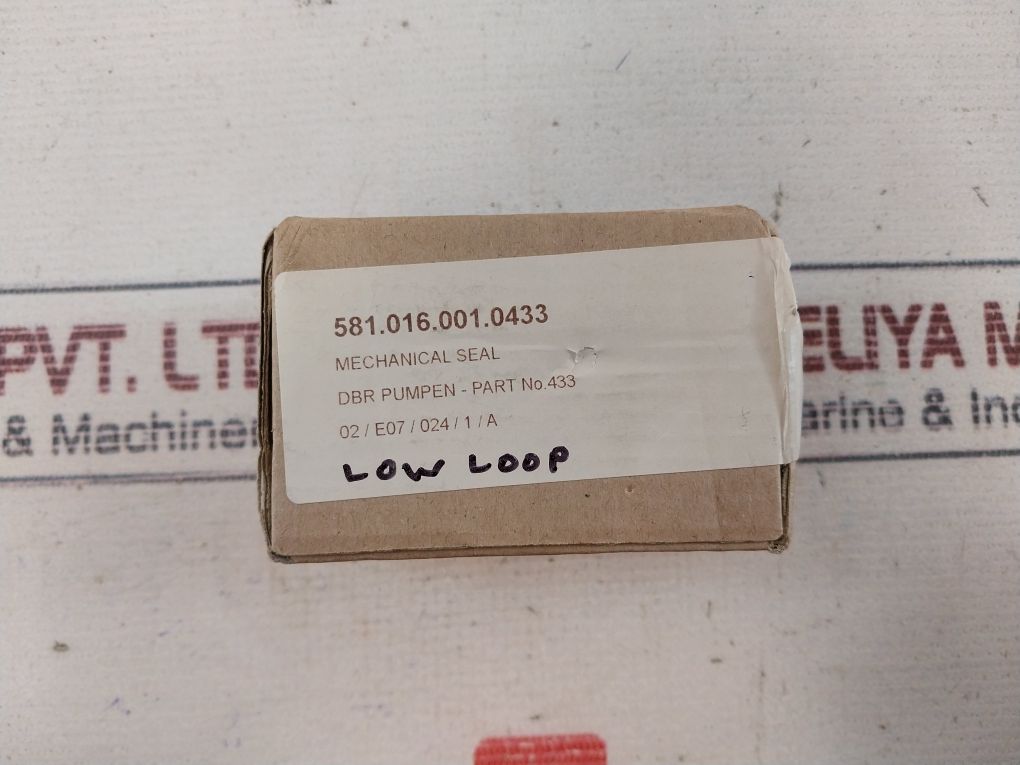 581.016.001.0433
MECHANICAL SEAL
DBR PUMPEN - PART No.433
02 / E07 / 024 / 1 / A
LOW LOOP
PVT. LT
ELIYA M
& Machine
arine & In